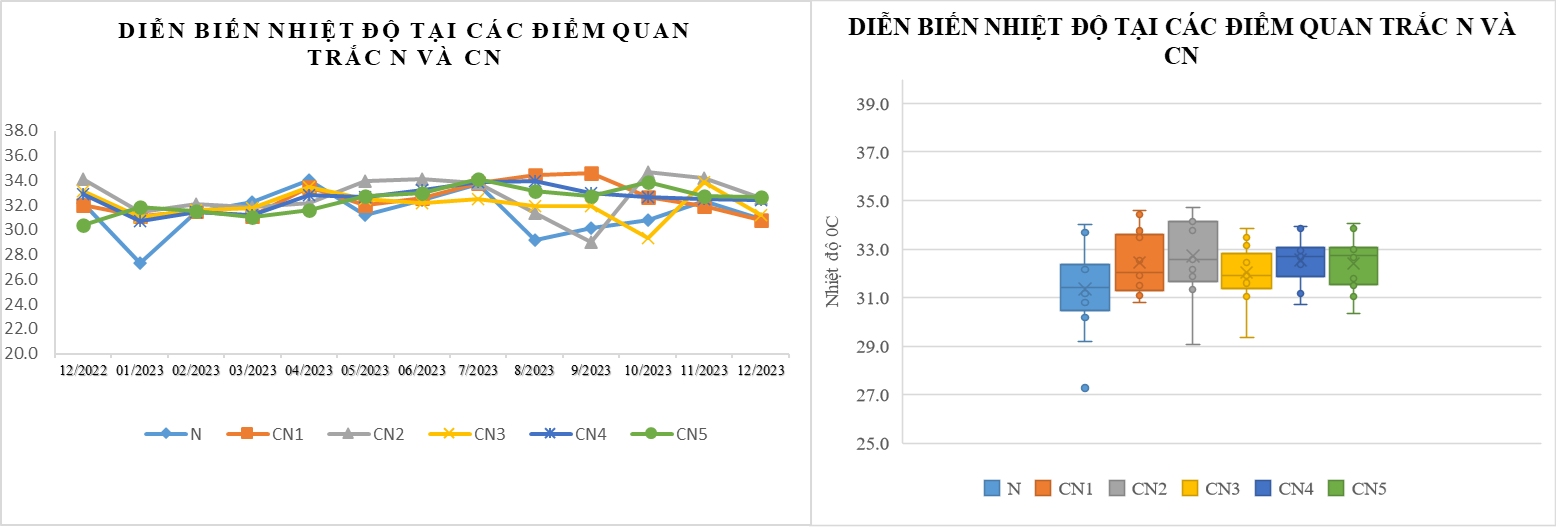 DIỄN BIẾN NHIỆT ĐỘ TẠI CÁC ĐIỂM QUAN
TRẮC N VÀ CN
38.0
36.0
34.0
32.0
30.0
28.0
26.0
24.0
22.0
20.0
12/2022 01/2023 02/2023 03/2023 04/2023 05/2023 06/2023 7/2023 8/2023 9/2023 10/2023 11/2023 12/2023
N CN1 CN2 CN3 CN4 CN5
DIỄN BIẾN NHIỆT ĐỘ TẠI CÁC ĐIỂM QUAN TRẮC N VÀ
CN
39.0
37.0
35.0
33.0
31.0
29.0
27.0
25.0
Nhiệt độ 0C
N CN1 CN2 CN3 CN4 CN5